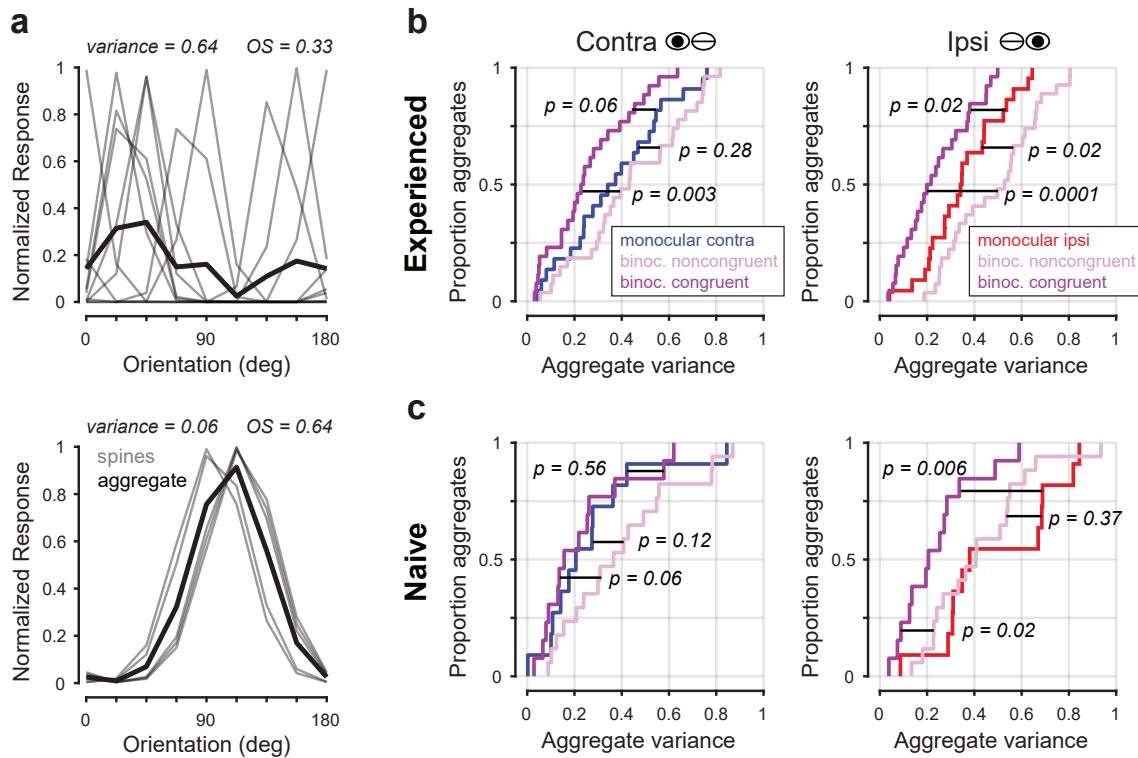 a
variance = 0.64 OS = 0.33
1
0.8
0.6
0.4
0.2
0
Normalized Response
0 90 180
Orientation (deg)
variance = 0.06 OS = 0.64
spines
aggregate
1
0.8
0.6
0.4
0.2
0
Normalized Response
0 90 180
Orientation (deg)
b
Contra
Ipsi
Experienced
1
0.5
0
Proportion aggregates
p = 0.06
p = 0.28
p = 0.003
monocular contra
binoc. noncongruent
binoc. congruent
0 0.2 0.4 0.6 0.8 1
Aggregate variance
1
0.5
0
Proportion aggregates
p = 0.02
p = 0.02
p = 0.0001
monocular ipsi
binoc. noncongruent
binoc. congruent
0 0.2 0.4 0.6 0.8 1
Aggregate variance
c
Naive
1
0.5
0
Proportion aggregates
p = 0.56
p = 0.12
p = 0.06
0 0.2 0.4 0.6 0.8 1
Aggregate variance
1
0.5
0
Proportion aggregates
p = 0.006
p = 0.37
p = 0.02
0 0.2 0.4 0.6 0.8 1
Aggregate variance